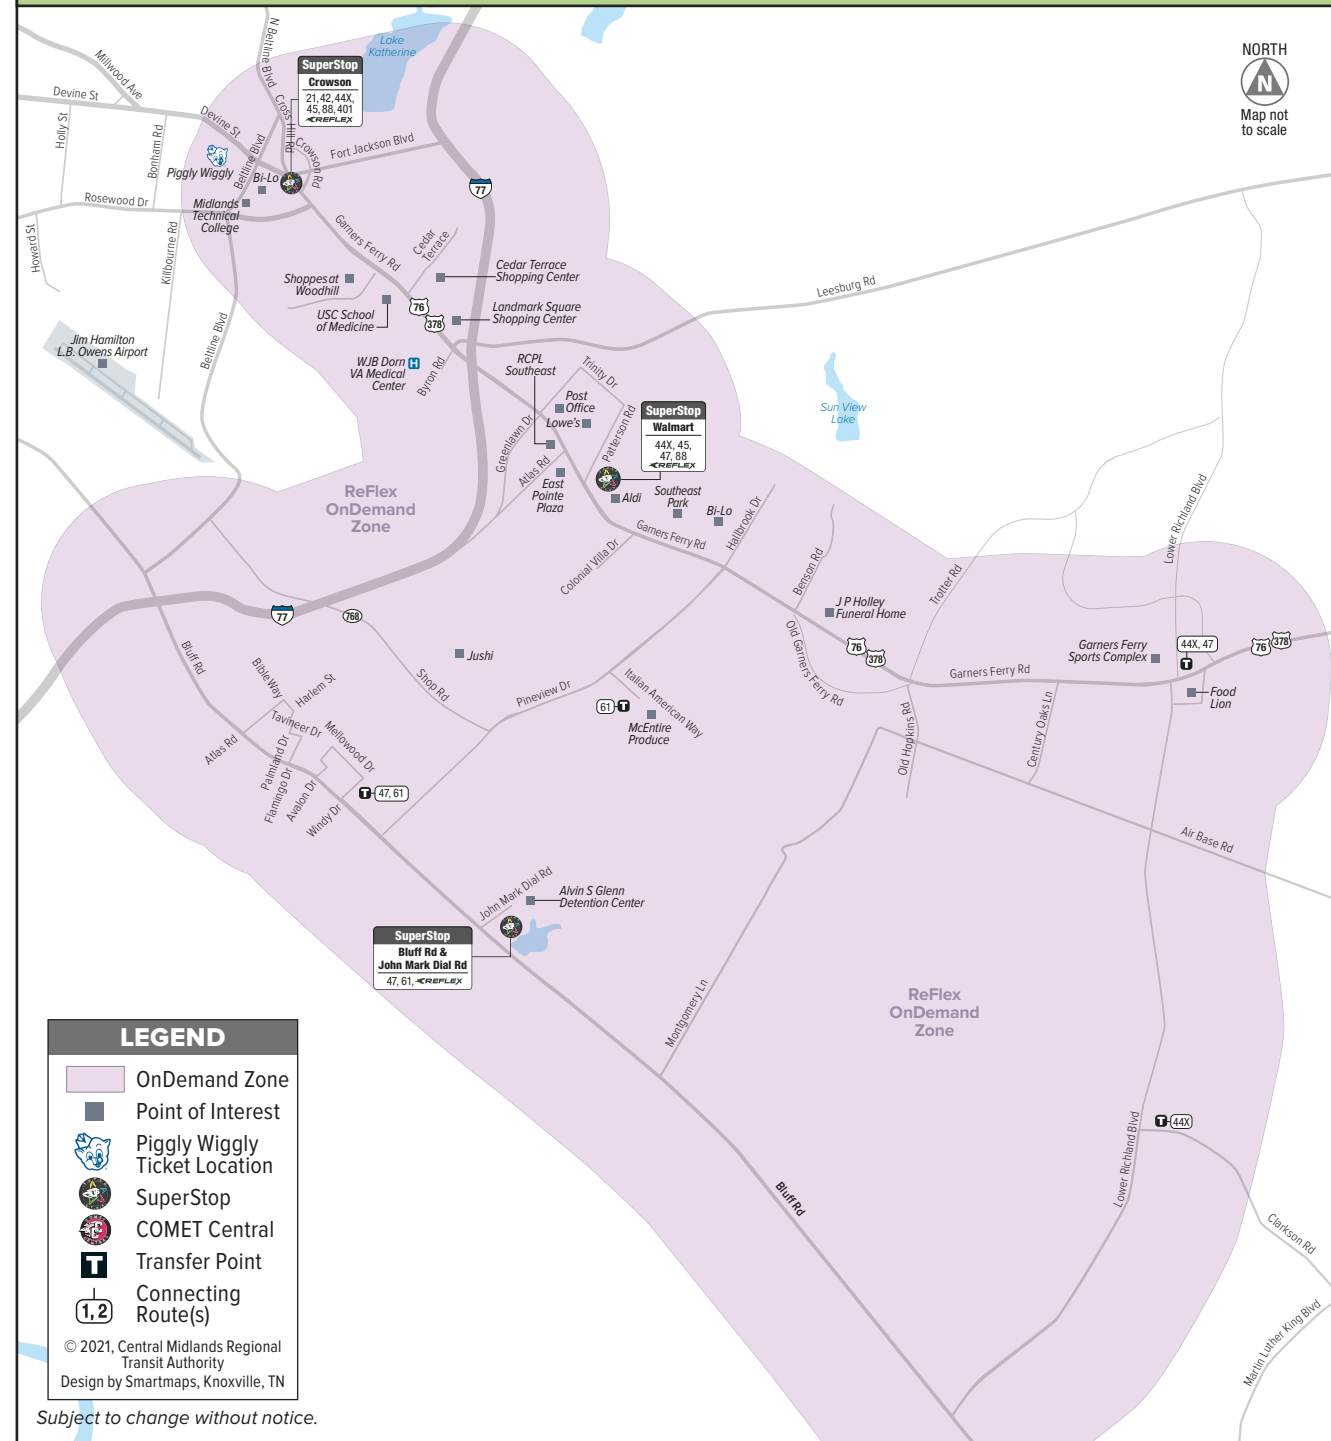 Lake
Katherine
NORTH
N
Map not
to scale
N Beltline Blvd
Millwood Ave
Devine St
Devine St
Holly St
Bonham Rd
SuperStop
Crowson
21, 42, 44X,
45, 88, 401
REFLEX
Cross Hill Rd
Crowson Rd
Fort Jackson Blvd
Beltline Blvd
Piggly Wiggly
Bi-Lo
77
Rosewood Dr
Midlands
Technical
College
Howard St
Killbourne Rd
Garners Ferry Rd
Cedar
Terrace
Shoppes at
Woodhill
Cedar Terrace
Shopping Center
USC School
of Medicine
76
378
Landmark Square
Shopping Center
Leesburg Rd
Beltline Blvd
Jim Hamilton
L.B. Owens Airport
WJB Dorn
VA Medical
Center
H
Byron Rd
RCPL
Southeast
Trinity Dr
Post
Office
Lowe's
Greenlawn Dr
Patterson Rd
Atlas Rd
East
Pointe
Plaza
SuperStop
Walmart
44X, 45,
47, 88
REFLEX
Aldi
Southeast
Park
Bi-Lo
Sun View
Lake
ReFlex
OnDemand
Zone
Garners Ferry Rd
Hallbrook Dr
Colonial Villa Dr
Benson Rd
Trotter Rd
Lower Richland Blvd
J P Holley
Funeral Home
77
768
Old Garners Ferry Rd
76
378
Garners Ferry
Sports Complex
44X, 47
T
76
378
Garners Ferry Rd
Food
Lion
Bluff Rd
Jushi
Shop Rd
Pineview Dr
Italian American Way
61
T
McEntire
Produce
Bible Way
Harlem St
Tavineer Dr
Mellowood Dr
Atlas Rd
Palmland Dr
Flamingo Dr
Avalon Dr
Windy Dr
T
47, 61
Old Hopkins Rd
Century Oaks Ln
Air Base Rd
John Mark Dial Rd
Alvin S Glenn
Detention Center
SuperStop
Bluff Rd &
John Mark Dial Rd
47, 61, REFLEX
Montgomery Ln
ReFlex
OnDemand
Zone
T
44X
Lower Richland Blvd
Bluff Rd
Clarkson Rd
Martin Luther King Blvd
LEGEND
OnDemand Zone
Point of Interest
Piggly Wiggly
Ticket Location
SuperStop
COMET Central
T
Transfer Point
1, 2
Connecting
Route(s)
© 2021, Central Midlands Regional
Transit Authority
Design by Smartmaps, Knoxville, TN
Subject to change without notice.